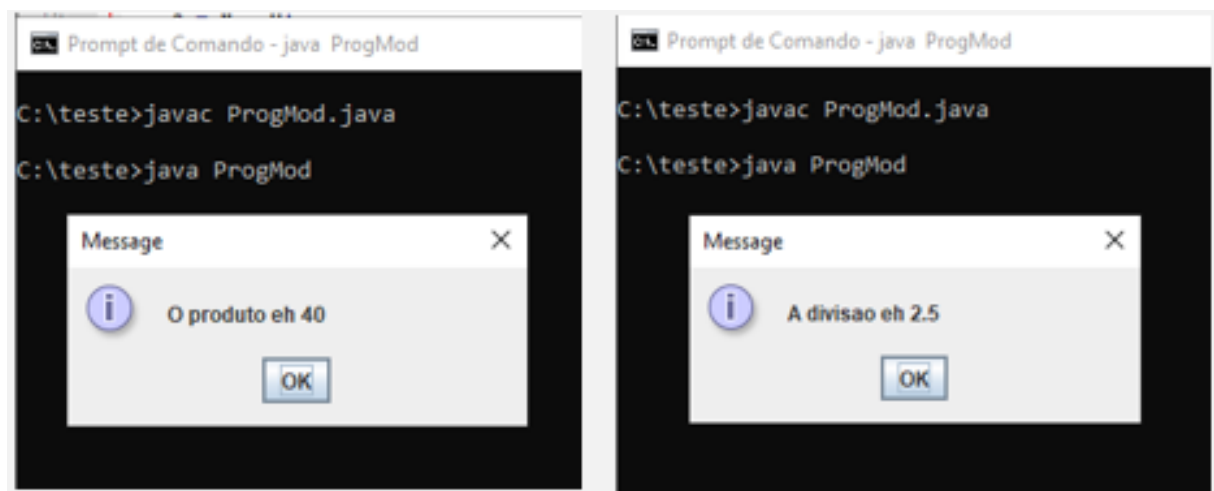 Prompt de Comando - java ProgMod
C:\teste>javac ProgMod.java
C:\teste>java ProgMod
Message
i
O produto eh 40
OK
Prompt de Comando - java ProgMod
C:\teste>javac ProgMod.java
C:\teste>java ProgMod
Message
i
A divisao eh 2.5
OK